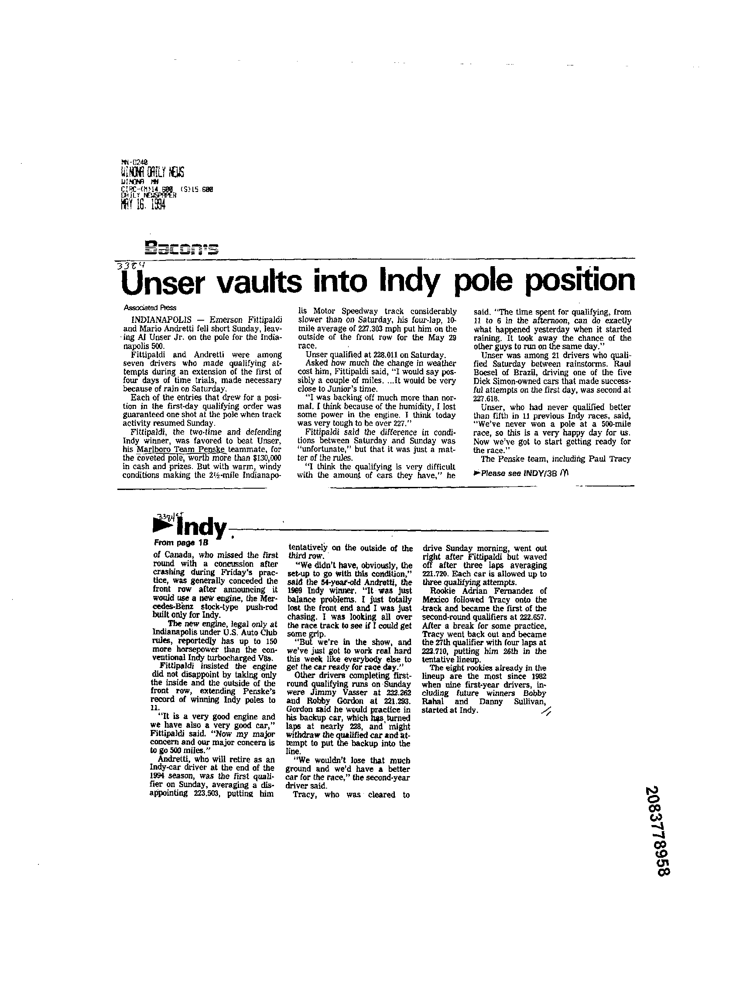 MN-0240
WINONA DAILY NEWS
WINONA MN
CIRC-(M)14,600 (S)15,600
DAILY NEWSPAPER
MAY 16, 1994
Bacon's
3384
Unser vaults into Indy pole position
Associated Press
INDIANAPOLIS — Emerson Fittipaldi
and Mario Andretti fell short Sunday, leav-
ing Al Unser Jr. on the pole for the India-
napolis 500.
Fittipaldi and Andretti were among
seven drivers who made qualifying at-
tempts during an extension of the first of
four days of time trials, made necessary
because of rain on Saturday.
Each of the entries that drew for a posi-
tion in the first-day qualifying order was
guaranteed one shot at the pole when track
activity resumed Sunday.
Fittipaldi, the two-time and defending
Indy winner, was favored to beat Unser,
his Marlboro Team Penske teammate, for
the coveted pole, worth more than $130,000
in cash and prizes. But with warm, windy
conditions making the 2½-mile Indianapo-
lis Motor Speedway track considerably
slower than on Saturday, his four-lap, 10-
mile average of 227.303 mph put him on the
outside of the front row for the May 29
race.
Unser qualified at 228.011 on Saturday.
Asked how much the change in weather
cost him, Fittipaldi said, "I would say pos-
sibly a couple of miles. ...It would be very
close to Junior's time.
"I was backing off much more than nor-
mal. I think because of the humidity, I lost
some power in the engine. I think today
was very tough to be over 227."
Fittipaldi said the difference in condi-
tions between Saturday and Sunday was
"unfortunate," but that it was just a mat-
ter of the rules.
"I think the qualifying is very difficult
with the amount of cars they have," he
said. "The time spent for qualifying, from
11 to 6 in the afternoon, can do exactly
what happened yesterday when it started
raining. It took away the chance of the
other guys to run on the same day."
Unser was among 21 drivers who quali-
fied Saturday between rainstorms. Raul
Boesel of Brazil, driving one of the five
Dick Simon-owned cars that made success-
ful attempts on the first day, was second at
227.618.
Unser, who had never qualified better
than fifth in 11 previous Indy races, said,
"We've never won a pole at a 500-mile
race, so this is a very happy day for us.
Now we've got to start getting ready for
the race."
The Penske team, including Paul Tracy
►Please see INDY/3B
►Indy
From page 1B
of Canada, who missed the first
round with a concussion after
crashing during Friday's prac-
tice, was generally conceded the
front row after announcing it
would use a new engine, the Mer-
cedes-Benz stock-type push-rod
built only for Indy.
The new engine, legal only at
Indianapolis under U.S. Auto Club
rules, reportedly has up to 150
more horsepower than the con-
ventional Indy turbocharged V8s.
Fittipaldi insisted the engine
did not disappoint by taking only
the inside and the outside of the
front row, extending Penske's
record of winning Indy poles to
11.
"It is a very good engine and
we have also a very good car,"
Fittipaldi said. "Now my major
concern and our major concern is
to go 500 miles."
Andretti, who will retire as an
Indy-car driver at the end of the
1994 season, was the first quali-
fier on Sunday, averaging a dis-
appointing 223.503, putting him
tentatively on the outside of the
third row.
"We didn't have, obviously, the
set-up to go with this condition,"
said the 54-year-old Andretti, the
1969 Indy winner. "It was just
balance problems. I just totally
lost the front end and I was just
chasing. I was looking all over
the race track to see if I could get
some grip.
"But we're in the show, and
we've just got to work real hard
this week like everybody else to
get the car ready for race day."
Other drivers completing first-
round qualifying runs on Sunday
were Jimmy Vasser at 222.262
and Robby Gordon at 221.293.
Gordon said he would practice in
his backup car, which has turned
laps at nearly 228, and might
withdraw the qualified car and at-
tempt to put the backup into the
line.
"We wouldn't lose that much
ground and we'd have a better
car for the race," the second-year
driver said.
Tracy, who was cleared to
drive Sunday morning, went out
right after Fittipaldi but waved
off after three laps averaging
221.720. Each car is allowed up to
three qualifying attempts.
Rookie Adrian Fernandez of
Mexico followed Tracy onto the
track and became the first of the
second-round qualifiers at 222.657.
After a break for some practice,
Tracy went back out and became
the 27th qualifier with four laps at
222.710, putting him 26th in the
tentative lineup.
The eight rookies already in the
lineup are the most since 1982
when nine first-year drivers, in-
cluding future winners Bobby
Rahal and Danny Sullivan,
started at Indy.
2083778958